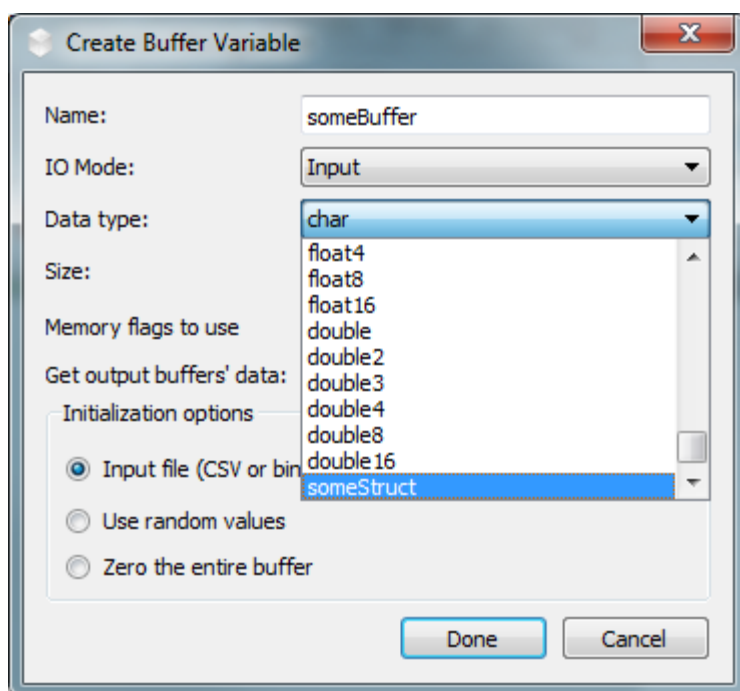 Create Buffer Variable
Name:
someBuffer
IO Mode:
Input
Data type:
char
float4
float8
float16
double
double2
double3
double4
double8
double16
someStruct
Size:
Memory flags to use
Get output buffers' data:
Initialization options
Input file (CSV or bin
Use random values
Zero the entire buffer
Done
Cancel